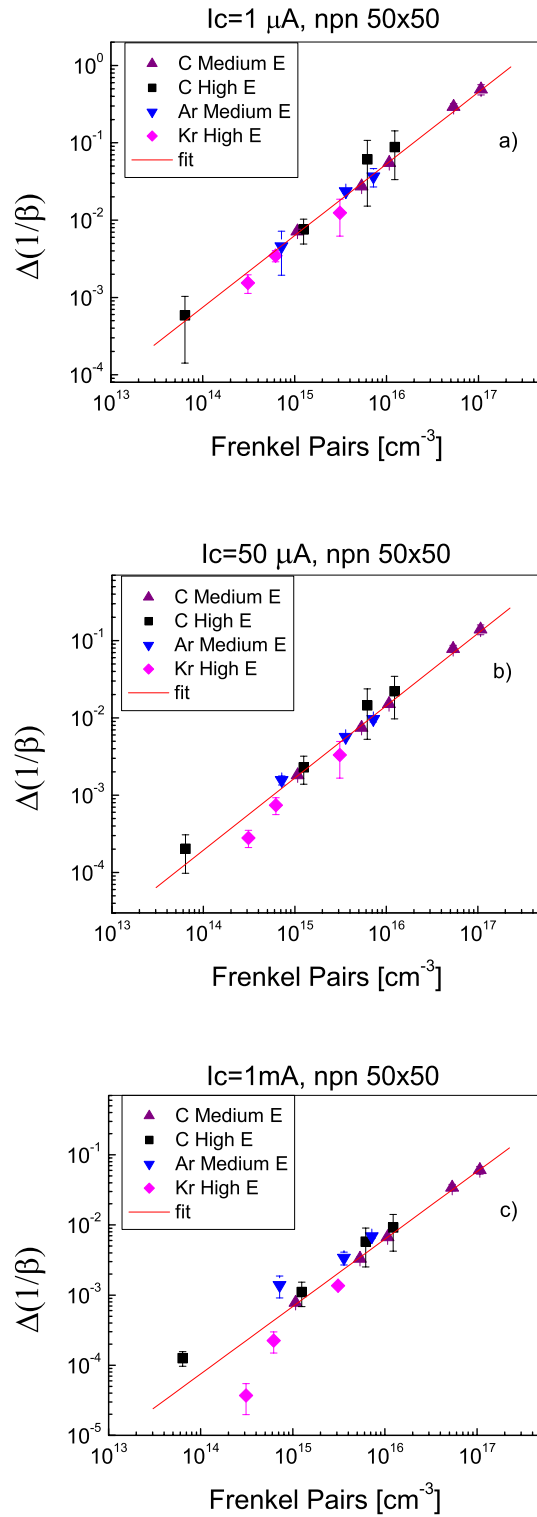 Ic=1 μA, npn 50x50
C Medium E
C High E
Ar Medium E
Kr High E
fit
a)
Δ(1/β)
10⁰
10⁻¹
10⁻²
10⁻³
10⁻⁴
10¹³ 10¹⁴ 10¹⁵ 10¹⁶ 10¹⁷
Frenkel Pairs [cm⁻³]
Ic=50 μA, npn 50x50
C Medium E
C High E
Ar Medium E
Kr High E
fit
b)
Δ(1/β)
10⁻¹
10⁻²
10⁻³
10⁻⁴
10¹³ 10¹⁴ 10¹⁵ 10¹⁶ 10¹⁷
Frenkel Pairs [cm⁻³]
Ic=1mA, npn 50x50
C Medium E
C High E
Ar Medium E
Kr High E
fit
c)
Δ(1/β)
10⁻¹
10⁻²
10⁻³
10⁻⁴
10⁻⁵
10¹³ 10¹⁴ 10¹⁵ 10¹⁶ 10¹⁷
Frenkel Pairs [cm⁻³]